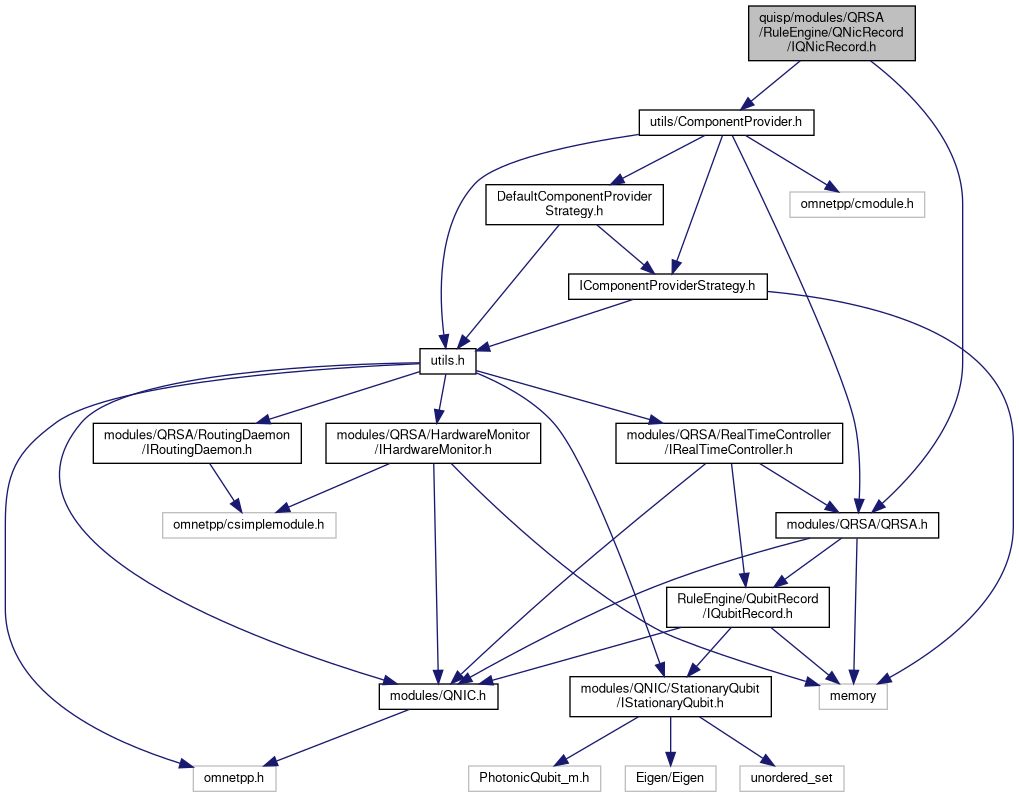 quisp/modules/QRSA
/RuleEngine/QNicRecord
/IQNicRecord.h
utils/ComponentProvider.h
DefaultComponentProvider
Strategy.h
omnetpp/cmodule.h
IComponentProviderStrategy.h
utils.h
modules/QRSA/RoutingDaemon
/IRoutingDaemon.h
modules/QRSA/HardwareMonitor
/IHardwareMonitor.h
modules/QRSA/RealTimeController
/IRealTimeController.h
omnetpp/csimplemodule.h
modules/QRSA/QRSA.h
RuleEngine/QubitRecord
/IQubitRecord.h
modules/QNIC.h
modules/QNIC/StationaryQubit
/IStationaryQubit.h
memory
omnetpp.h
PhotonicQubit_m.h
Eigen/Eigen
unordered_set